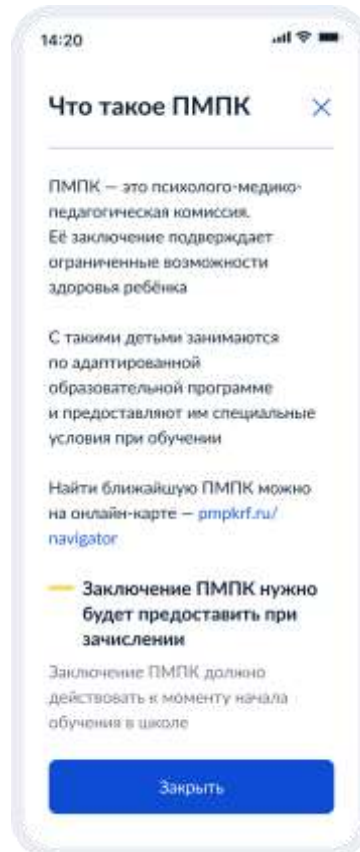 14:20
Что такое ПМПК
ПМПК — это психолого-медико-
педагогическая комиссия.
Её заключение подверждает
ограниченные возможности
здоровья ребёнка
С такими детьми занимаются
по адаптированной
образовательной программе
и предоставляют им специальные
условия при обучении
Найти ближайшую ПМПК можно
на онлайн-карте — pmpkrf.ru/
navigator
Заключение ПМПК нужно
будет предоставить при
зачислении
Заключение ПМПК должно
действовать к моменту начала
обучения в школе
Закрыть